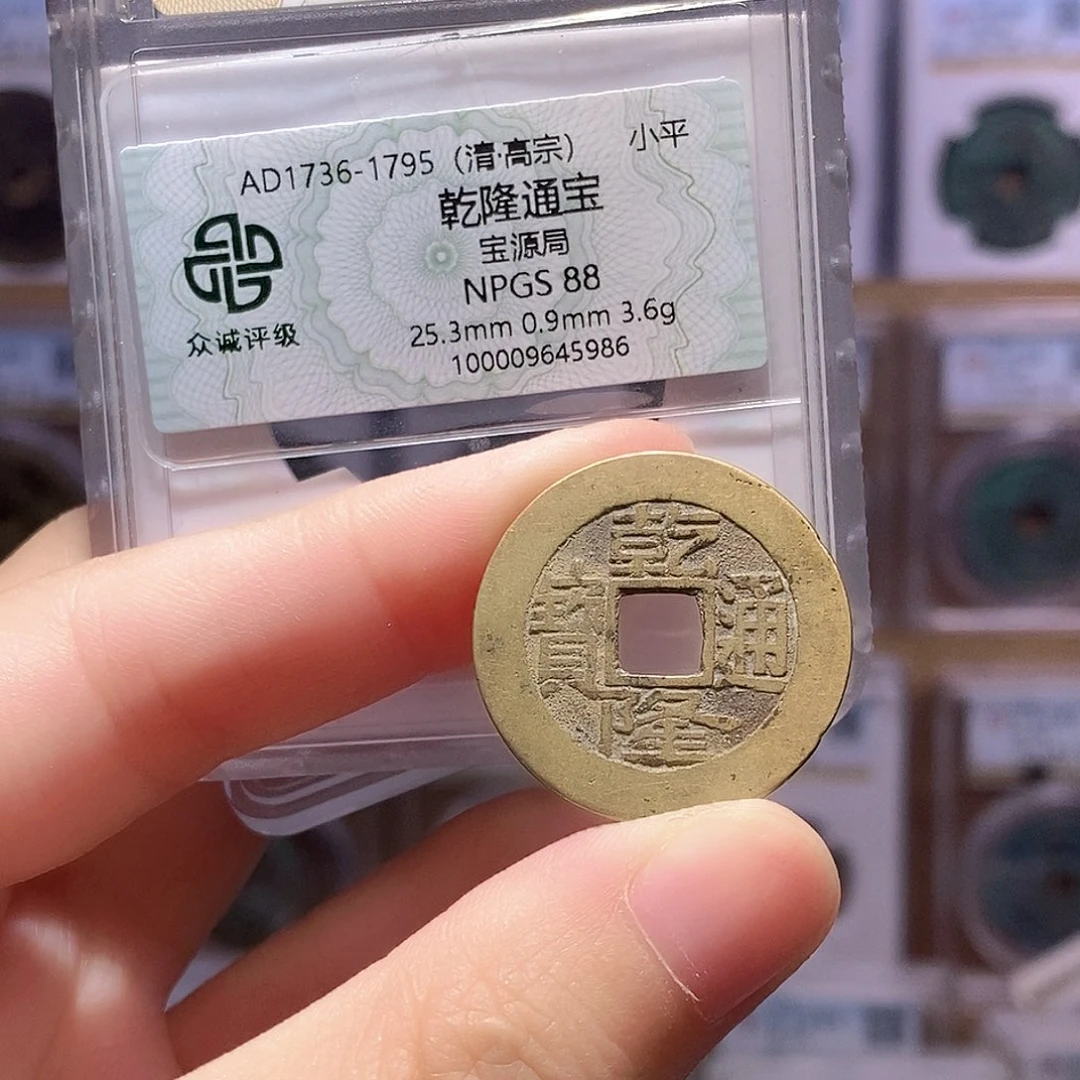 AD1736-1795（清·高宗） 小平
乾隆通宝
宝源局
NPGS 88
25.3mm 0.9mm 3.6g
100009645986
众诚评级
乾隆通寳